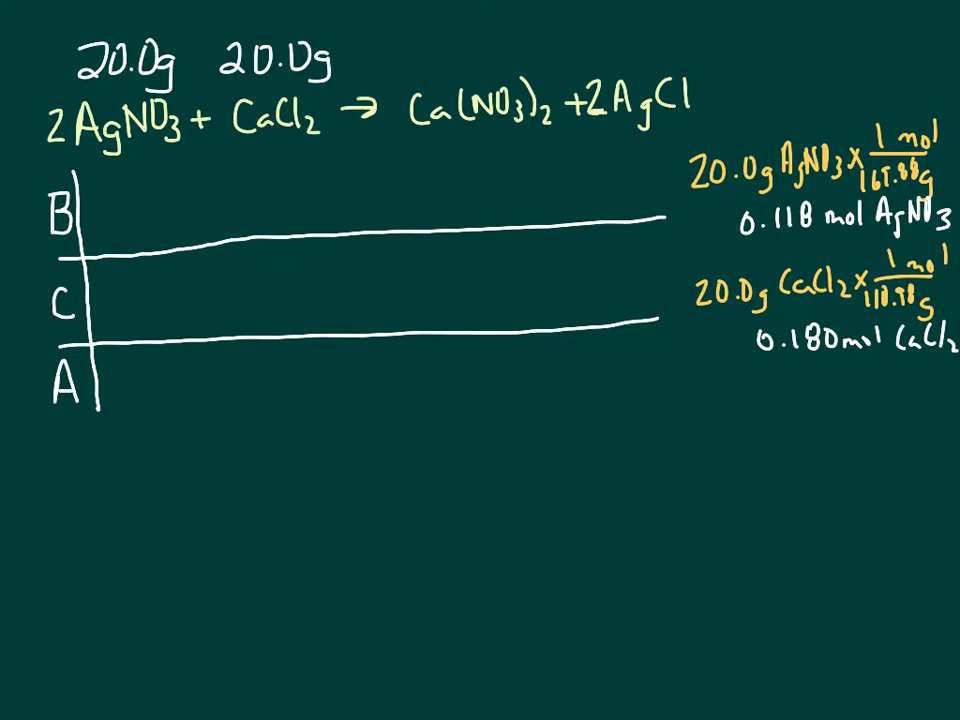 20.0g 20.0g
2AgNO3 + CaCl2 → Ca(NO3)2 + 2AgCl
B
C
A
20.0g AgNO3 x 1 mol / 169.88g
0.118 mol AgNO3
20.0g CaCl2 x 1 mol / 110.98g
0.180 mol CaCl2